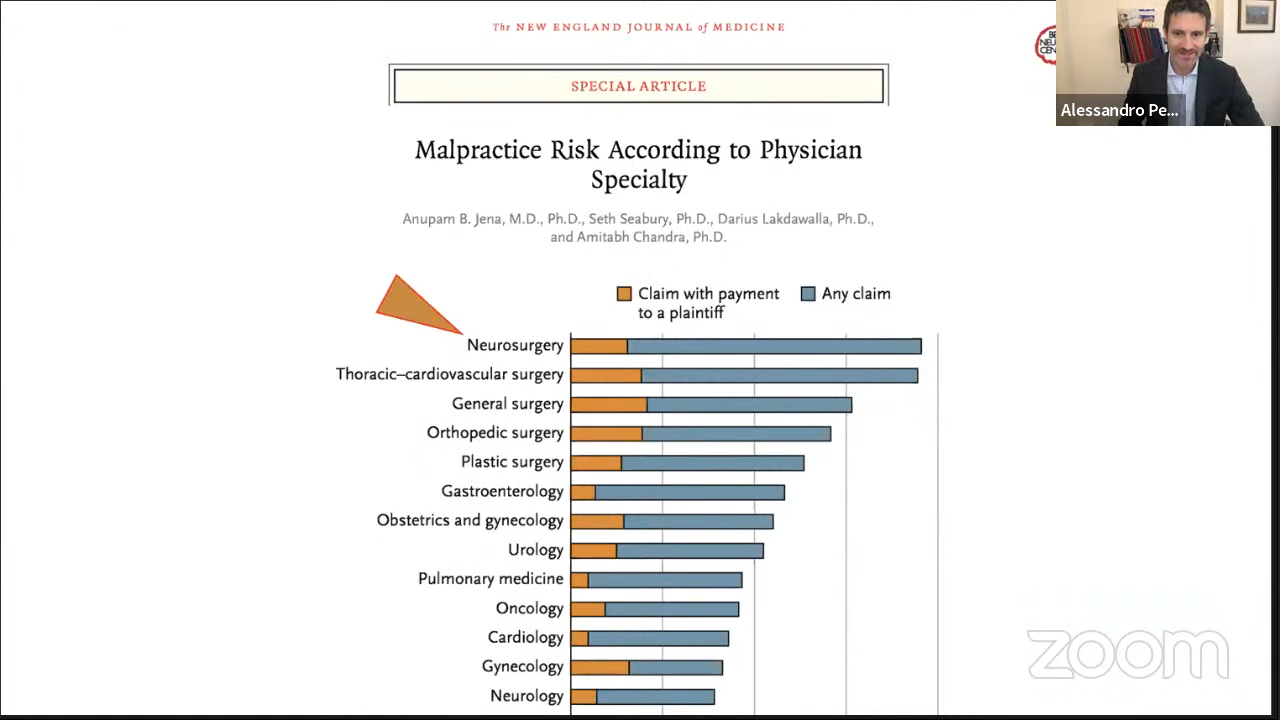 The NEW ENGLAND JOURNAL of MEDICINE
SPECIAL ARTICLE
Malpractice Risk According to Physician
Specialty
Anupam B. Jena, M.D., Ph.D., Seth Seabury, Ph.D., Darius Lakdawalla, Ph.D.,
and Amitabh Chandra, Ph.D.
Alessandro Pe...
Claim with payment
to a plaintiff
Any claim
Neurosurgery
Thoracic–cardiovascular surgery
General surgery
Orthopedic surgery
Plastic surgery
Gastroenterology
Obstetrics and gynecology
Urology
Pulmonary medicine
Oncology
Cardiology
Gynecology
Neurology
zoom